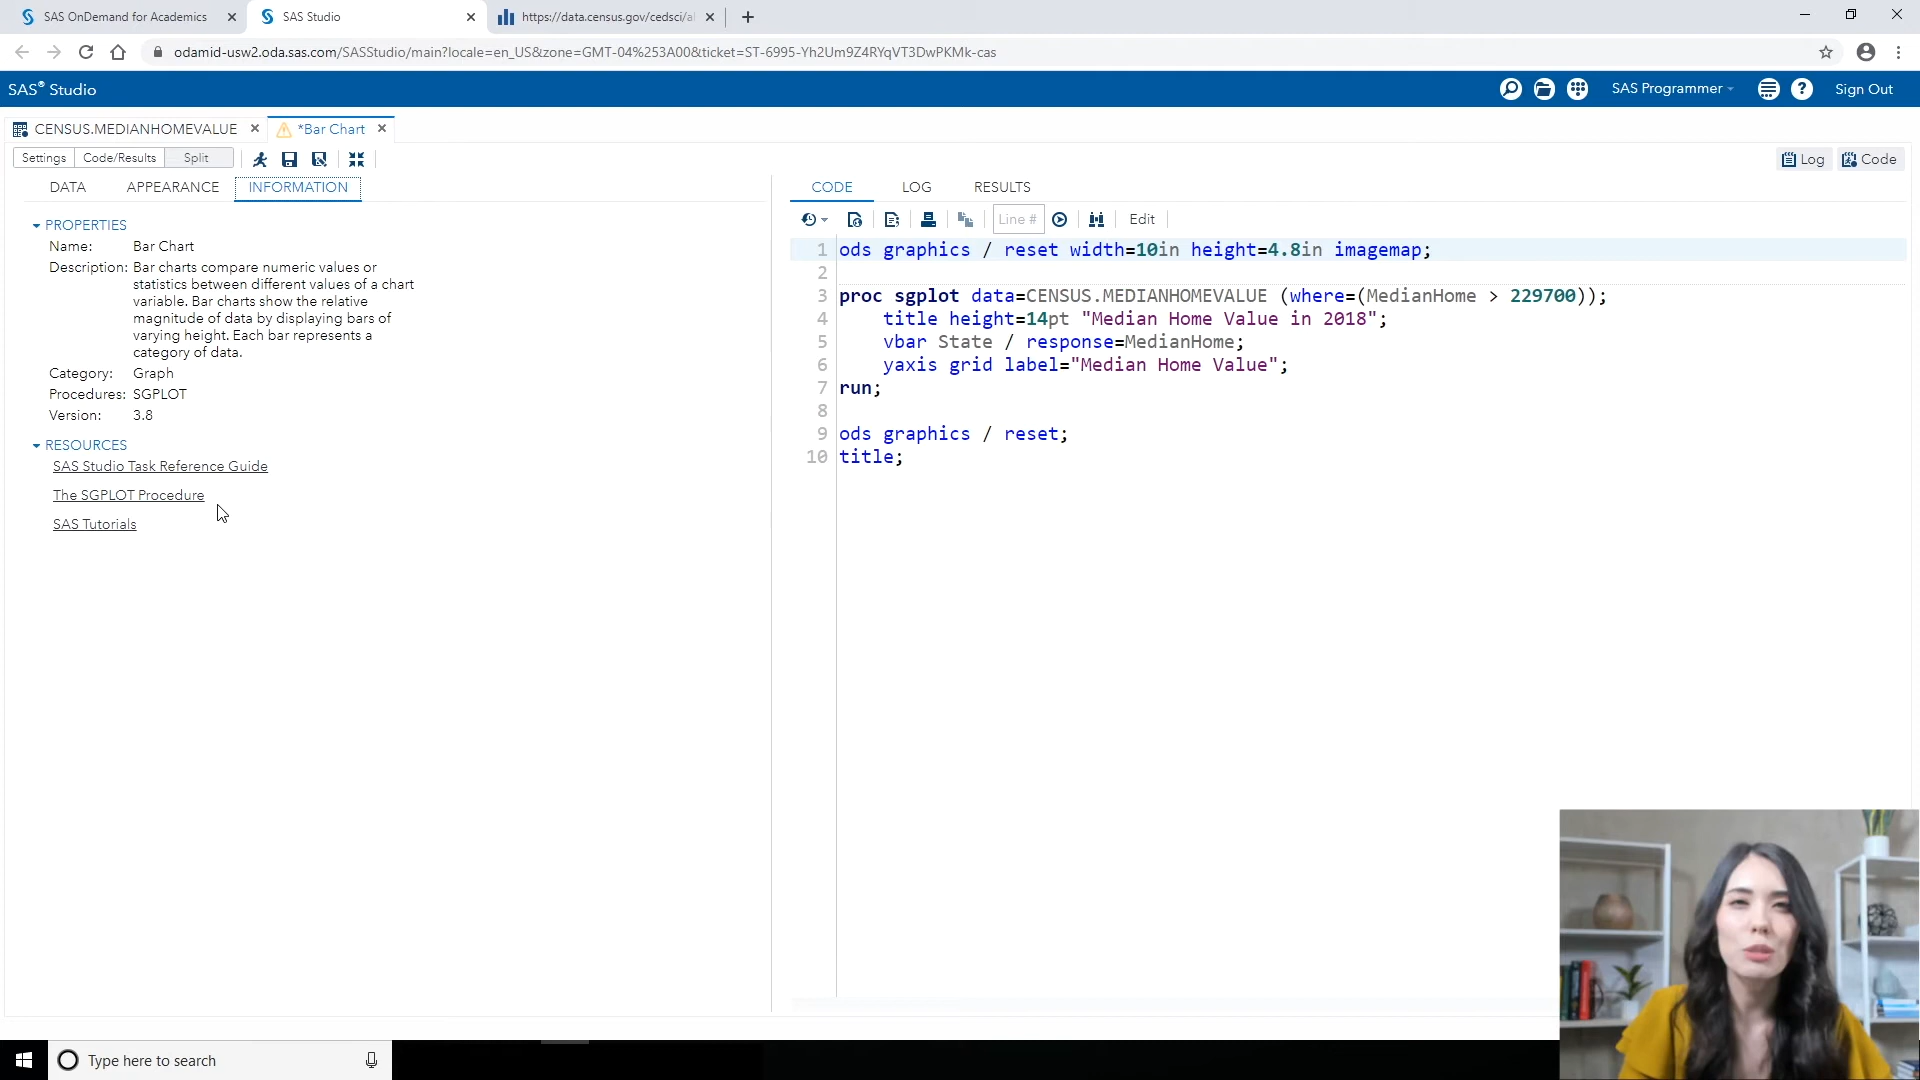 SAS OnDemand for Academics
SAS Studio
https://data.census.gov/cedsci/al
odamid-usw2.oda.sas.com/SASStudio/main?locale=en_US&zone=GMT-04%253A00&ticket=ST-6995-Yh2Um9Z4RYqVT3DwPKMk-cas
SAS® Studio
SAS Programmer
Sign Out
CENSUS.MEDIANHOMEVALUE
*Bar Chart
Settings
Code/Results
Split
Log
Code
DATA
APPEARANCE
INFORMATION
PROPERTIES
Name: Bar Chart
Description: Bar charts compare numeric values or
statistics between different values of a chart
variable. Bar charts show the relative
magnitude of data by displaying bars of
varying height. Each bar represents a
category of data.
Category: Graph
Procedures: SGPLOT
Version: 3.8
RESOURCES
SAS Studio Task Reference Guide
The SGPLOT Procedure
SAS Tutorials
CODE
LOG
RESULTS
Line #
Edit
1 ods graphics / reset width=10in height=4.8in imagemap;
2
3 proc sgplot data=CENSUS.MEDIANHOMEVALUE (where=(MedianHome > 229700));
4 title height=14pt "Median Home Value in 2018";
5 vbar State / response=MedianHome;
6 yaxis grid label="Median Home Value";
7 run;
8
9 ods graphics / reset;
10 title;
Type here to search